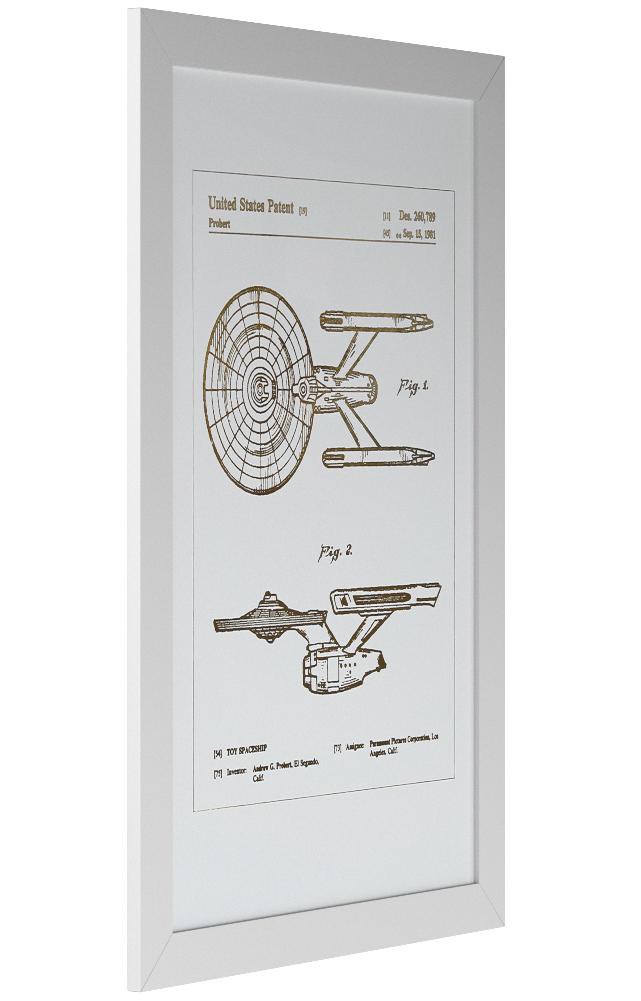 United States Patent [19]
[11] Des. 260,789
Probert
[45] ** Sep. 15, 1981
Fig. 1.
Fig. 2.
[54] TOY SPACESHIP
[75] Inventor: Andrew G. Probert, El Segundo,
Calif.
[73] Assignee: Paramount Pictures Corporation, Los
Angeles, Calif.